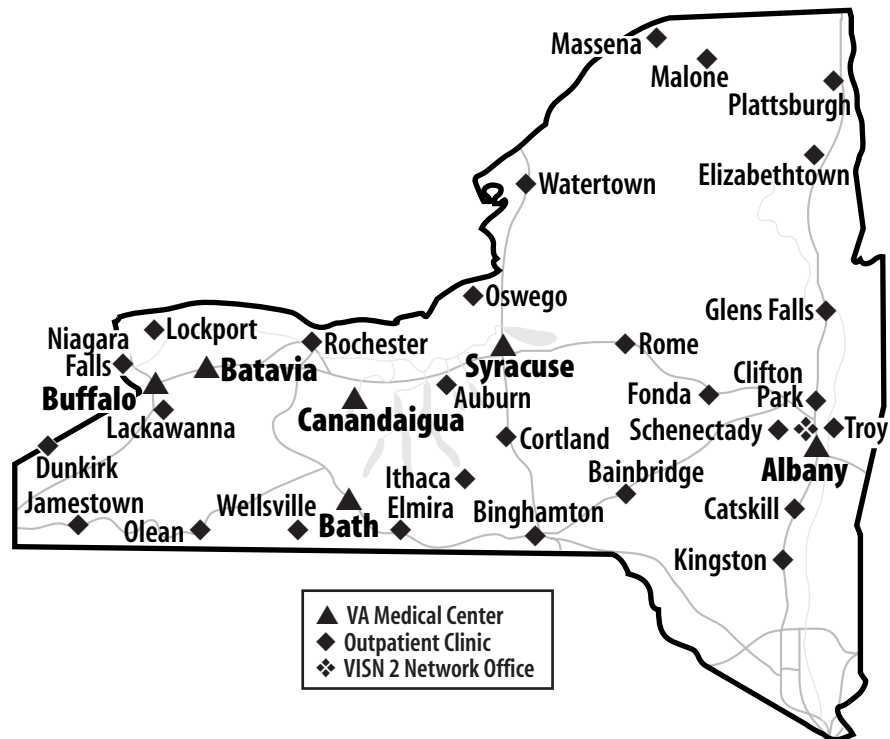 Massena
Malone
Plattsburgh
Elizabethtown
Watertown
Oswego
Glens Falls
Niagara
Falls
Lockport
Rochester
Syracuse
Rome
Batavia
Buffalo
Canandaigua
Auburn
Fonda
Clifton
Park
Lackawanna
Cortland
Schenectady
Troy
Dunkirk
Albany
Jamestown
Olean
Wellsville
Bath
Ithaca
Elmira
Binghamton
Bainbridge
Catskill
Kingston
VA Medical Center
Outpatient Clinic
VISN 2 Network Office